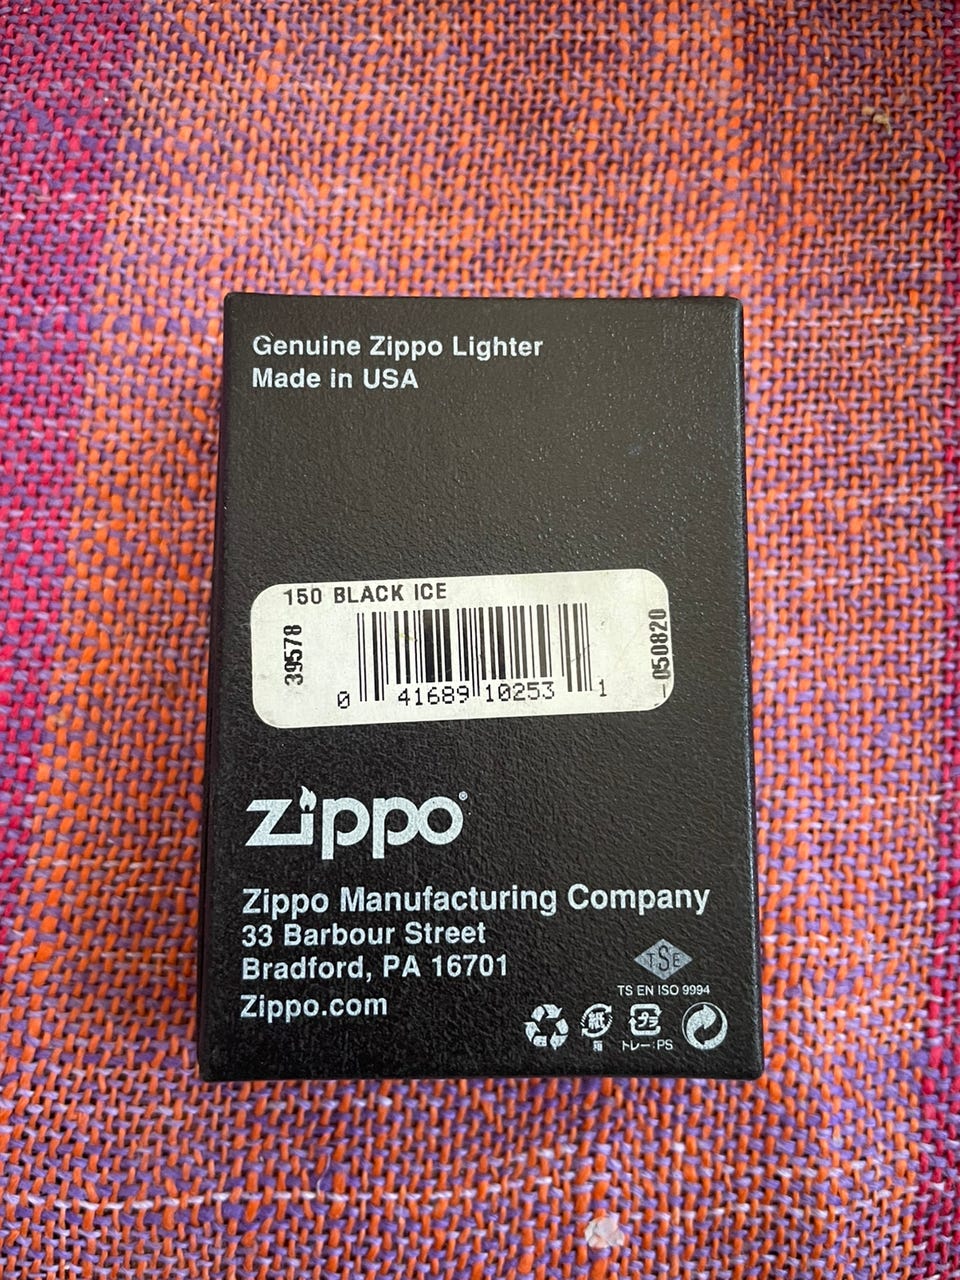 Genuine Zippo Lighter
Made in USA
150 BLACK ICE
39578
050820
0 41689 10253 1
Zippo®
Zippo Manufacturing Company
33 Barbour Street
Bradford, PA 16701
Zippo.com
TSE
TS EN ISO 9994
紙
箱
プラ
トレー:PS